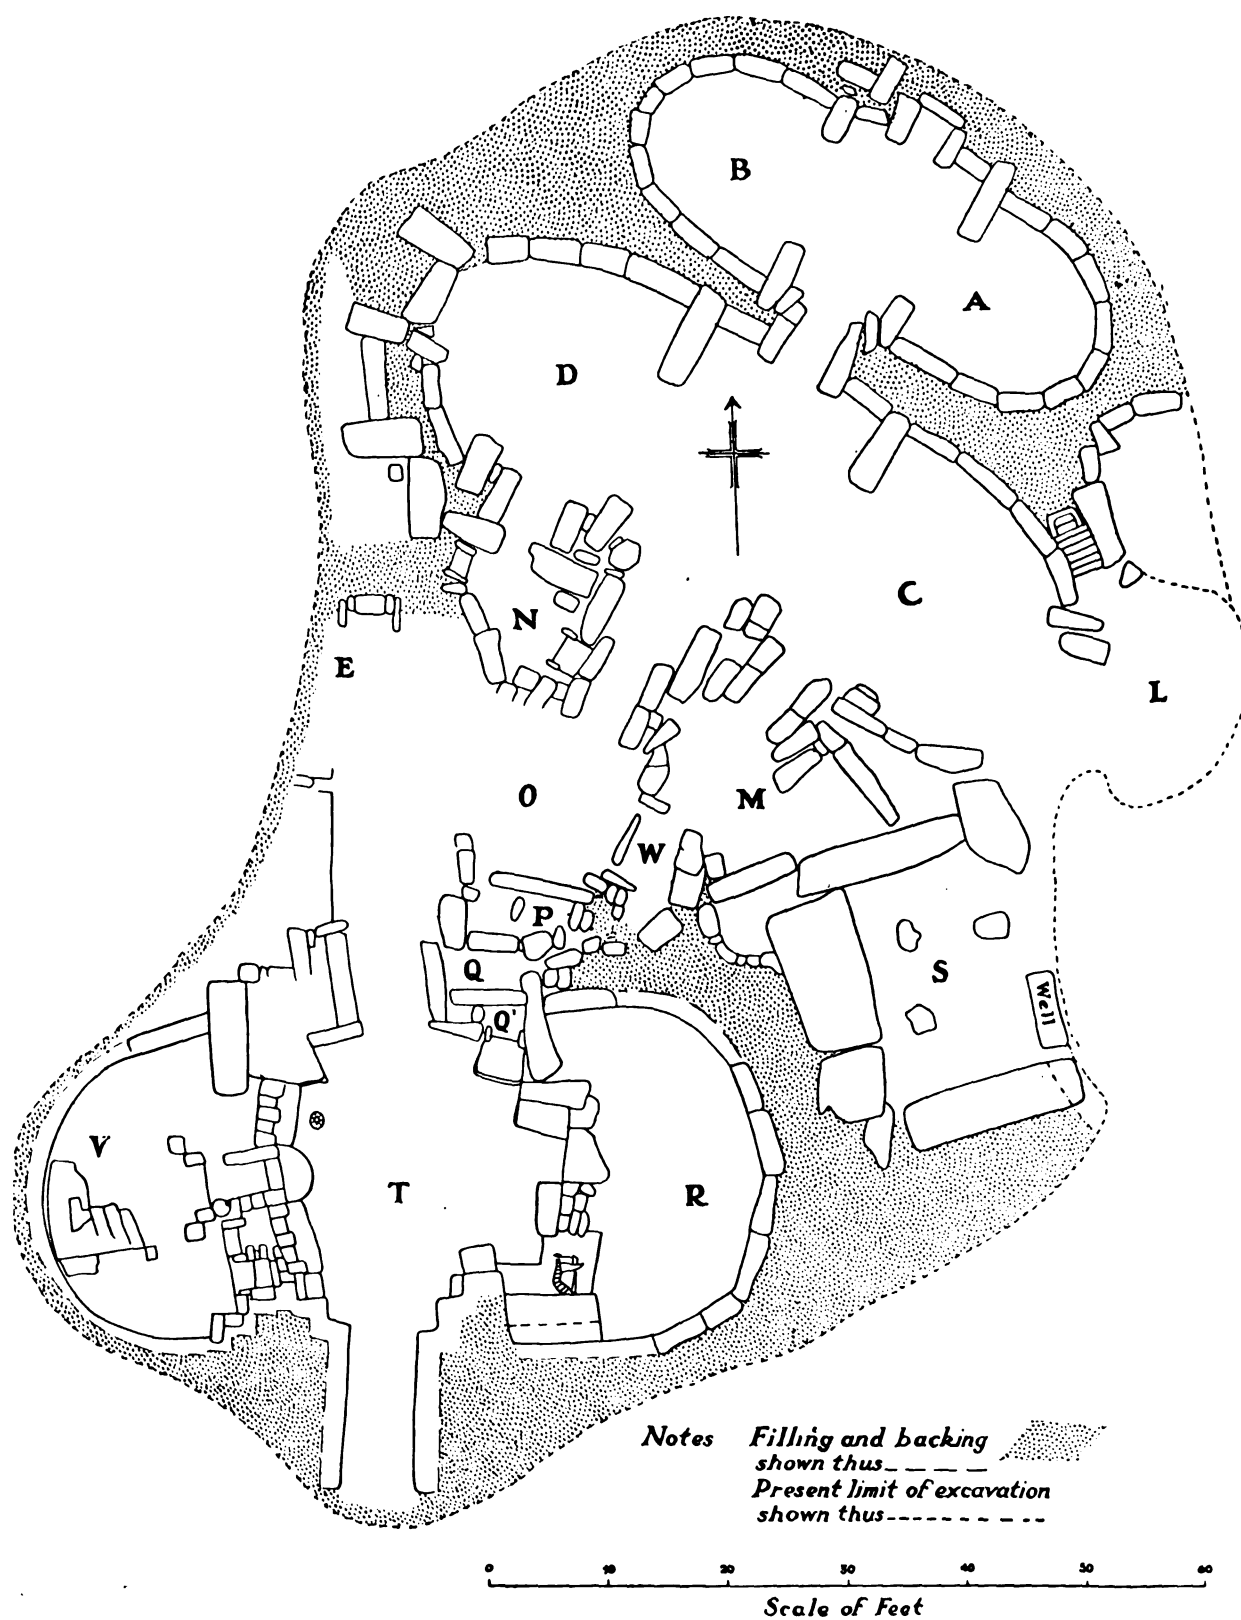 B
A
D
C
N
E
L
O
M
W
P
Q
S
Q'
Well
V
T
R
Notes Filling and backing
shown thus
Present limit of excavation
shown thus
0 10 20 30 40 50 60
Scale of Feet